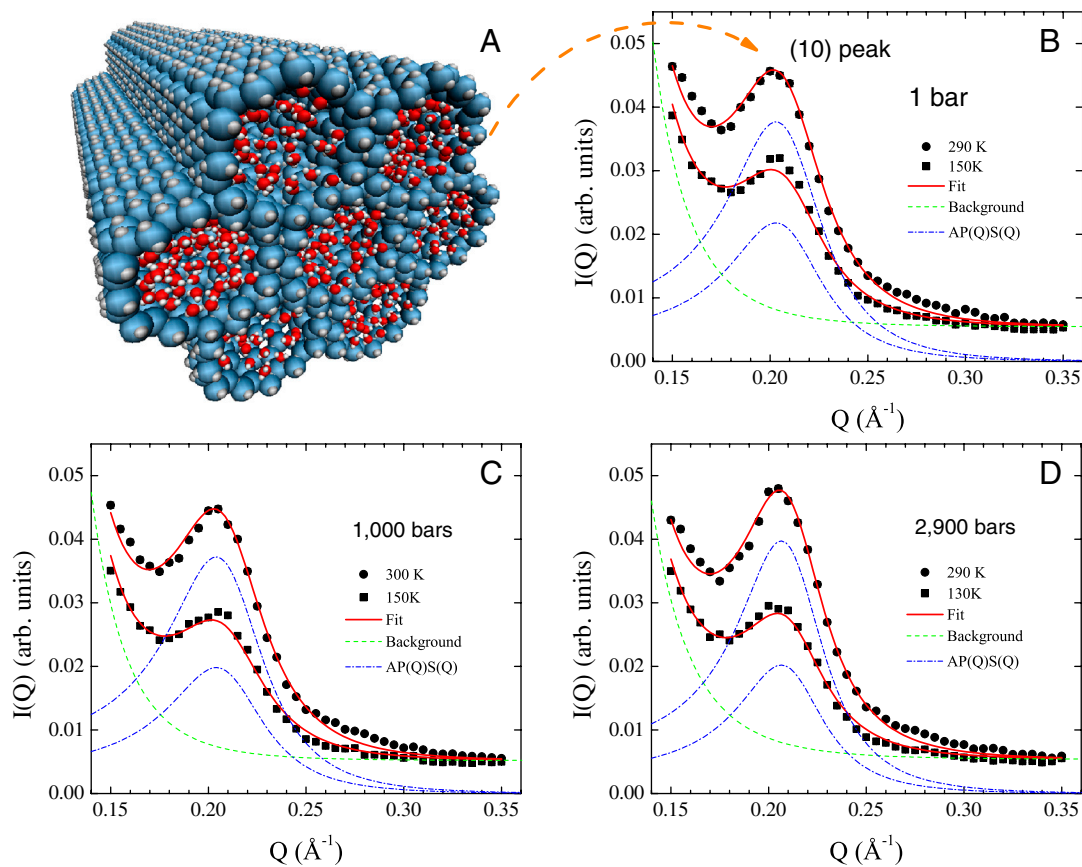 A
B
(10) peak
1 bar
290 K
150K
Fit
Background
AP(Q)S(Q)
I(Q) (arb. units)
0.05
0.04
0.03
0.02
0.01
0.00
0.15 0.20 0.25 0.30 0.35
Q (Å⁻¹)
C
1,000 bars
300 K
150K
Fit
Background
AP(Q)S(Q)
I(Q) (arb. units)
0.05
0.04
0.03
0.02
0.01
0.00
0.15 0.20 0.25 0.30 0.35
Q (Å⁻¹)
D
2,900 bars
290 K
130K
Fit
Background
AP(Q)S(Q)
I(Q) (arb. units)
0.05
0.04
0.03
0.02
0.01
0.00
0.15 0.20 0.25 0.30 0.35
Q (Å⁻¹)